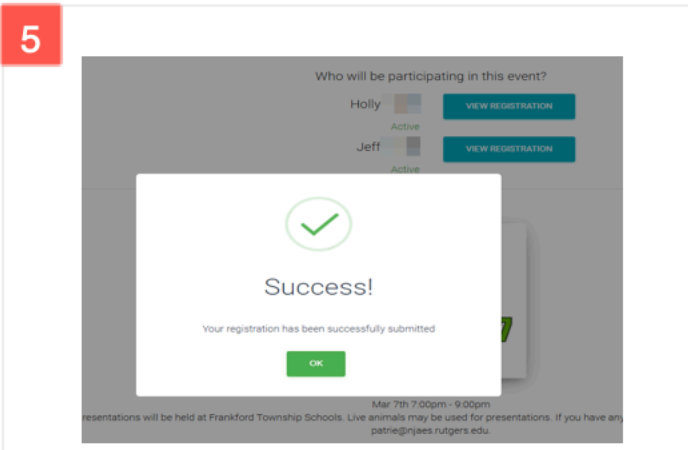 5
Who will be participating in this event?
Holly
VIEW REGISTRATION
Active
Jeff
VIEW REGISTRATION
Active
Success!
Your registration has been successfully submitted
OK
7
Mar 7th 7:00pm - 9:00pm
resentations will be held at Frankford Township Schools. Live animals may be used for presentations. If you have any
patrie@njaes.rutgers.edu.